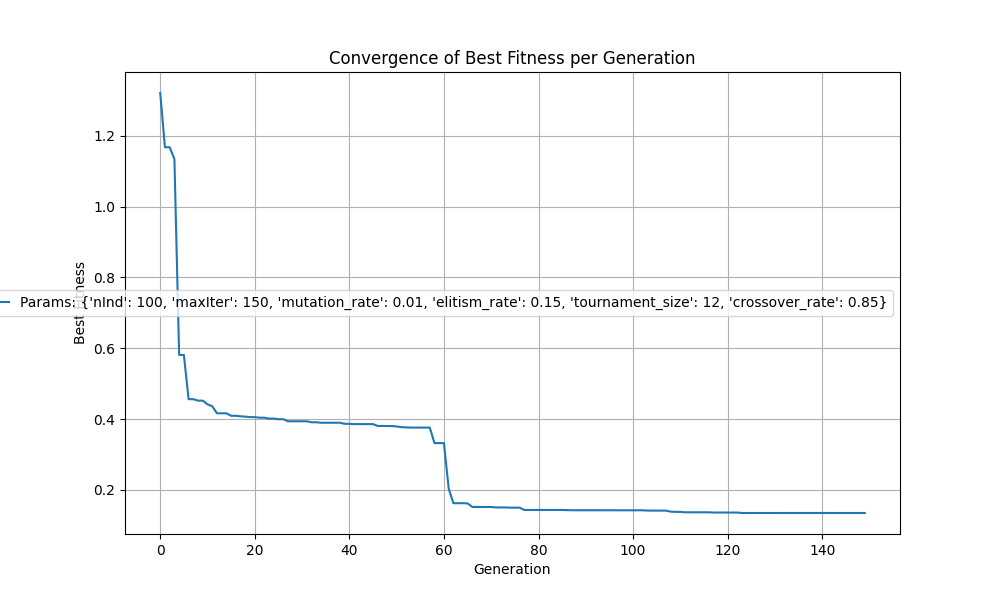 Convergence of Best Fitness per Generation
1.2
1.0
0.8
0.6
0.4
0.2
Best Fitness
Params: {'nInd': 100, 'maxIter': 150, 'mutation_rate': 0.01, 'elitism_rate': 0.15, 'tournament_size': 12, 'crossover_rate': 0.85}
0 20 40 60 80 100 120 140
Generation